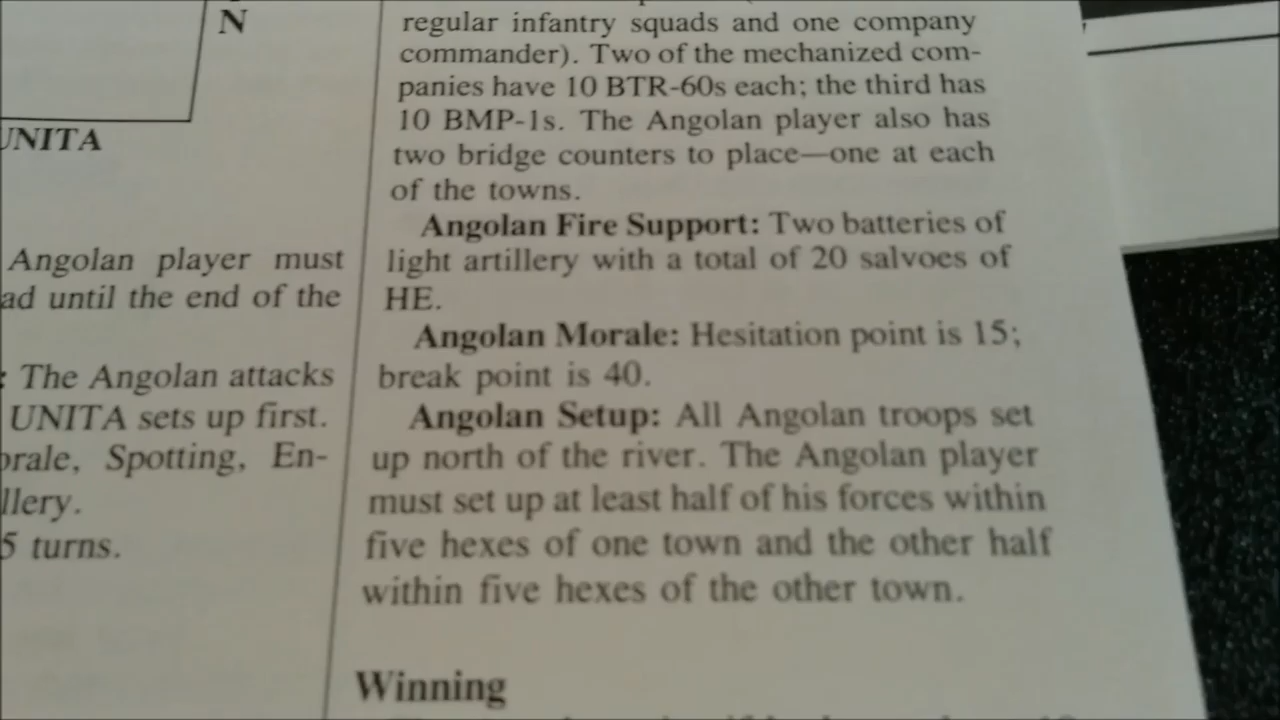 N
UNITA
Angolan player must
ad until the end of the
: The Angolan attacks
UNITA sets up first.
orale, Spotting, En-
llery.
5 turns.
regular infantry squads and one company
commander). Two of the mechanized com-
panies have 10 BTR-60s each; the third has
10 BMP-1s. The Angolan player also has
two bridge counters to place—one at each
of the towns.
Angolan Fire Support: Two batteries of
light artillery with a total of 20 salvoes of
HE.
Angolan Morale: Hesitation point is 15;
break point is 40.
Angolan Setup: All Angolan troops set
up north of the river. The Angolan player
must set up at least half of his forces within
five hexes of one town and the other half
within five hexes of the other town.
Winning